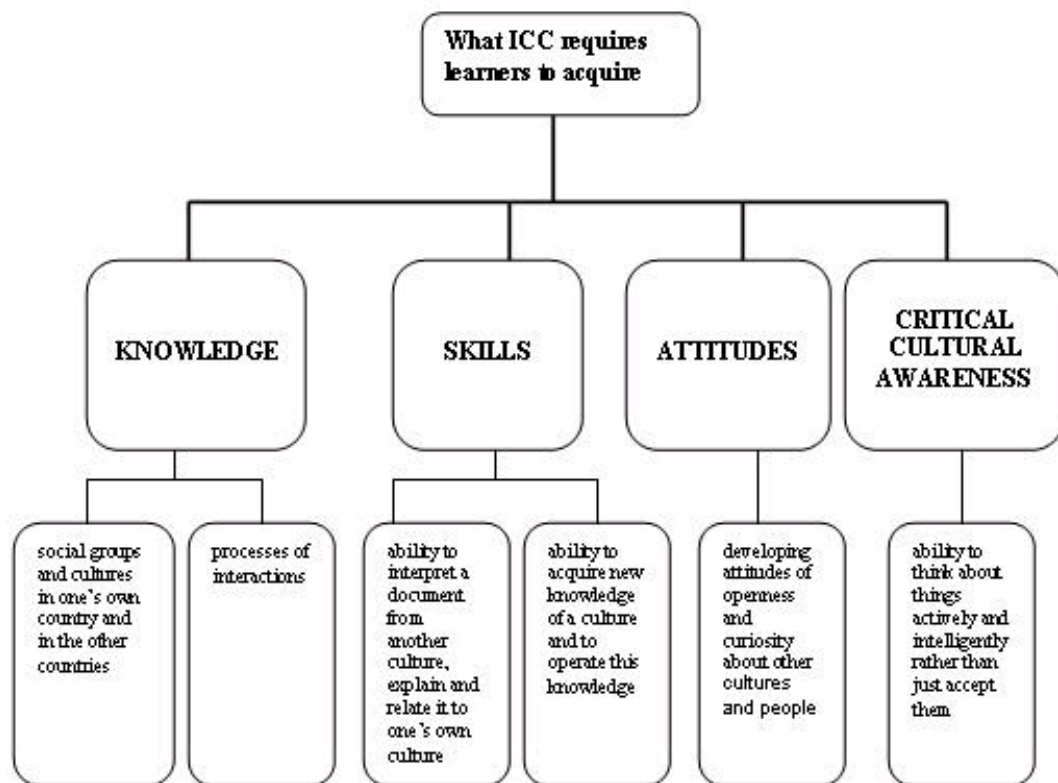 What ICC requires
learners to acquire
KNOWLEDGE
SKILLS
ATTITUDES
CRITICAL
CULTURAL
AWARENESS
social groups
and cultures
in one's own
country and
in the other
countries
processes of
interactions
ability to
interpret a
document
from
another
culture,
explain and
relate it to
one's own
culture
ability to
acquire new
knowledge
of a culture
and to
operate this
knowledge
developing
attitudes of
openness
and
curiosity
about other
cultures
and people
ability to
think about
things
actively and
intelligently
rather than
just accept
them